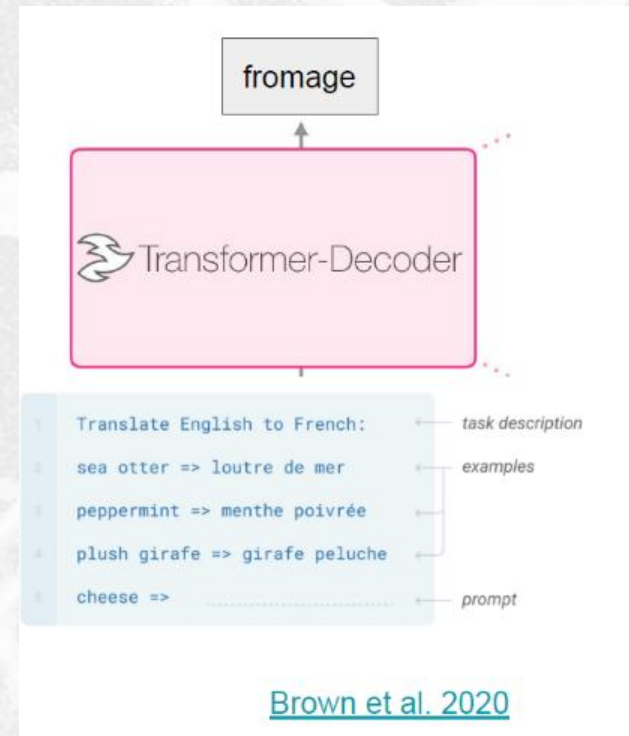 fromage
Transformer-Decoder
1 Translate English to French: task description
2 sea otter => loutre de mer examples
3 peppermint => menthe poivrée
4 plush girafe => girafe peluche
5 cheese => prompt
Brown et al. 2020